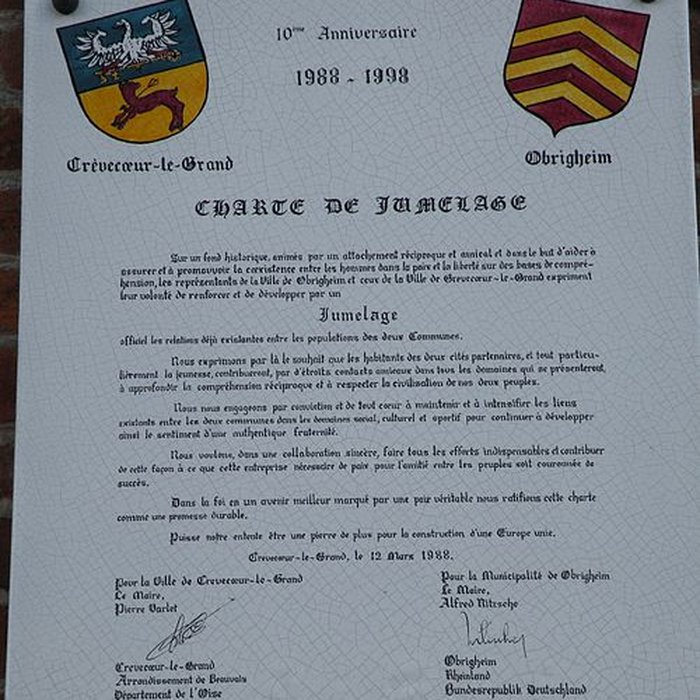 10ème Anniversaire
1988 - 1998
Crèvecœur-le-Grand
Obrigheim
CHARTE DE JUMELAGE
Sur un fond historique, animés par un attachement réciproque et amical et dans le but d'aider à
assurer et à promouvoir la coexistence entre les hommes dans la paix et la liberté sur des bases de compré-
hension, les représentants de la Ville de Obrigheim et ceux de la Ville de Crevecœur-le-Grand expriment
leur volonté de renforcer et de développer par un
Jumelage
officiel les relations déjà existantes entre les populations des deux Communes.
Nous exprimons par là le souhait que les habitants des deux cités partenaires, et tout particu-
lièrement la jeunesse, contribueront, par d'étroits contacts amicaux dans tous les domaines qui se présenteront,
à approfondir la compréhension réciproque et à respecter la civilisation de nos deux peuples.
Nous nous engageons par conviction et de tout cœur à maintenir et à intensifier les liens
existants entre les deux communes dans les domaines social, culturel et sportif pour continuer à développer
ainsi le sentiment d'une authentique fraternité.
Nous voulons, dans une collaboration sincère, faire tous les efforts indispensables et contribuer
de cette façon à ce que cette entreprise nécessaire de paix pour l'amitié entre les peuples soit couronnée de
succès.
Dans la foi en un avenir meilleur marqué par une paix véritable nous ratifions cette charte
comme une promesse durable.
Puisse notre entente être une pierre de plus pour la construction d'une Europe unie.
Crevecœur-le-Grand, le 12 Mars 1988.
Pour la Ville de Crevecœur-le-Grand
Le Maire,
Pierre Varlet
Pour la Municipalité de Obrigheim
Le Maire,
Alfred Nitzsche
Crevecœur-le-Grand
Arrondissement de Beauvais
Département de l'Oise
Obrigheim
Rheinland
Bundesrepublik Deutschland